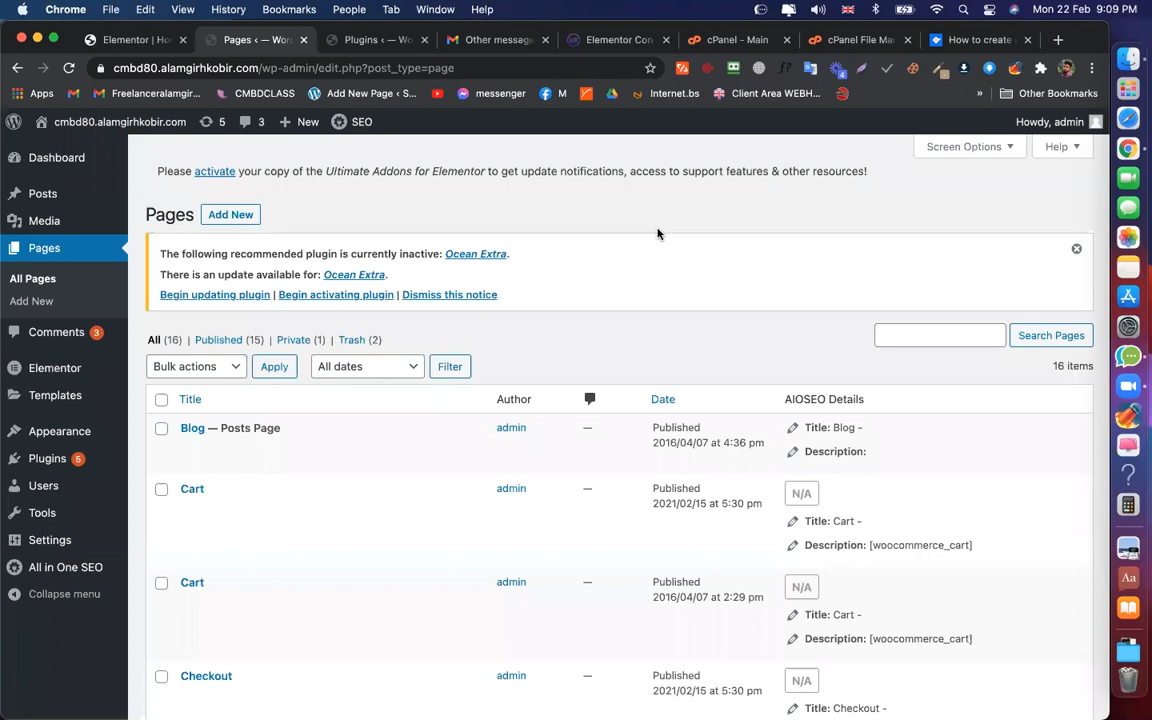 Chrome File Edit View History Bookmarks People Tab Window Help Mon 22 Feb 9:09 PM
Elementor | Ho Pages ‹ — Wor Plugins ‹ — Wo Other message Elementor Con cPanel - Main cPanel File Ma How to create
cmbd80.alamgirhkobir.com/wp-admin/edit.php?post_type=page
Apps Freelanceralamgir... CMBDCLASS Add New Page ‹ S... messenger M Internet.bs Client Area WEBH... » Other Bookmarks
cmbd80.alamgirhkobir.com 5 3 New SEO Howdy, admin
Screen Options Help
Please activate your copy of the Ultimate Addons for Elementor to get update notifications, access to support features & other resources!
Pages Add New
The following recommended plugin is currently inactive: Ocean Extra.
There is an update available for: Ocean Extra.
Begin updating plugin | Begin activating plugin | Dismiss this notice
All (16) | Published (15) | Private (1) | Trash (2)
Search Pages
Bulk actions Apply All dates Filter
16 items
Title Author Date AIOSEO Details
Blog — Posts Page admin — Published Title: Blog -
2016/04/07 at 4:36 pm Description:
Cart admin — Published N/A
2021/02/15 at 5:30 pm
Title: Cart -
Description: [woocommerce_cart]
Cart admin — Published N/A
2016/04/07 at 2:29 pm
Title: Cart -
Description: [woocommerce_cart]
Checkout admin — Published N/A
2021/02/15 at 5:30 pm
Title: Checkout -
Dashboard
Posts
Media
Pages
All Pages
Add New
Comments 3
Elementor
Templates
Appearance
Plugins 5
Users
Tools
Settings
All in One SEO
Collapse menu
Aa